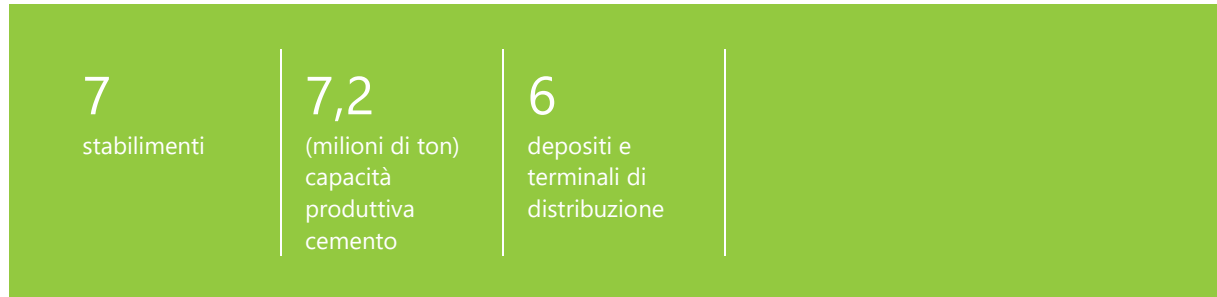 7
stabilimenti
7,2
(milioni di ton)
capacità
produttiva
cemento
6
depositi e
terminali di
distribuzione